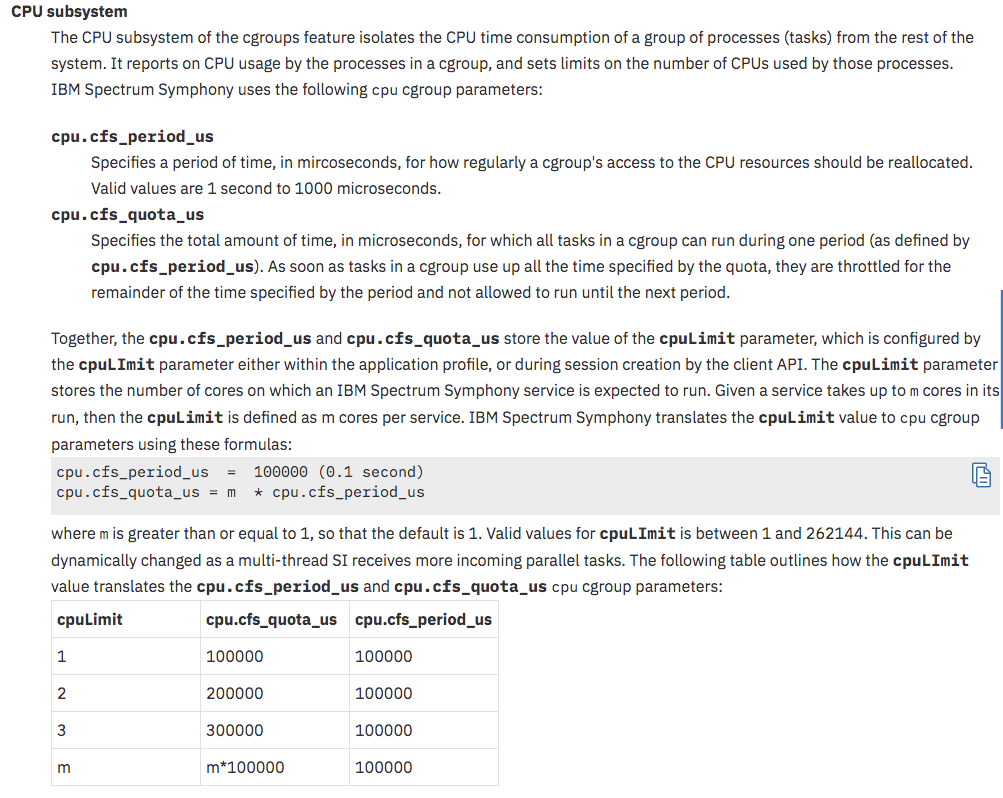 CPU subsystem
The CPU subsystem of the cgroups feature isolates the CPU time consumption of a group of processes (tasks) from the rest of the
system. It reports on CPU usage by the processes in a cgroup, and sets limits on the number of CPUs used by those processes.
IBM Spectrum Symphony uses the following cpu cgroup parameters:
cpu.cfs_period_us
Specifies a period of time, in mircoseconds, for how regularly a cgroup's access to the CPU resources should be reallocated.
Valid values are 1 second to 1000 microseconds.
cpu.cfs_quota_us
Specifies the total amount of time, in microseconds, for which all tasks in a cgroup can run during one period (as defined by
cpu.cfs_period_us). As soon as tasks in a cgroup use up all the time specified by the quota, they are throttled for the
remainder of the time specified by the period and not allowed to run until the next period.
Together, the cpu.cfs_period_us and cpu.cfs_quota_us store the value of the cpuLimit parameter, which is configured by
the cpuLImit parameter either within the application profile, or during session creation by the client API. The cpuLimit parameter
stores the number of cores on which an IBM Spectrum Symphony service is expected to run. Given a service takes up to m cores in its
run, then the cpuLimit is defined as m cores per service. IBM Spectrum Symphony translates the cpuLimit value to cpu cgroup
parameters using these formulas:
cpu.cfs_period_us = 100000 (0.1 second)
cpu.cfs_quota_us = m * cpu.cfs_period_us
where m is greater than or equal to 1, so that the default is 1. Valid values for cpuLImit is between 1 and 262144. This can be
dynamically changed as a multi-thread SI receives more incoming parallel tasks. The following table outlines how the cpuLImit
value translates the cpu.cfs_period_us and cpu.cfs_quota_us cpu cgroup parameters:
cpuLimit cpu.cfs_quota_us cpu.cfs_period_us
1 100000 100000
2 200000 100000
3 300000 100000
m m*100000 100000